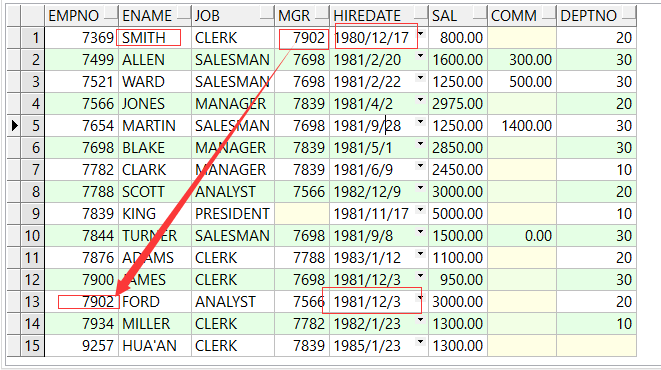 EMPNO ENAME JOB MGR HIREDATE SAL COMM DEPTNO
1 7369 SMITH CLERK 7902 1980/12/17 800.00 20
2 7499 ALLEN SALESMAN 7698 1981/2/20 1600.00 300.00 30
3 7521 WARD SALESMAN 7698 1981/2/22 1250.00 500.00 30
4 7566 JONES MANAGER 7839 1981/4/2 2975.00 20
5 7654 MARTIN SALESMAN 7698 1981/9/28 1250.00 1400.00 30
6 7698 BLAKE MANAGER 7839 1981/5/1 2850.00 30
7 7782 CLARK MANAGER 7839 1981/6/9 2450.00 10
8 7788 SCOTT ANALYST 7566 1982/12/9 3000.00 20
9 7839 KING PRESIDENT 1981/11/17 5000.00 10
10 7844 TURNER SALESMAN 7698 1981/9/8 1500.00 0.00 30
11 7876 ADAMS CLERK 7788 1983/1/12 1100.00 20
12 7900 JAMES CLERK 7698 1981/12/3 950.00 30
13 7902 FORD ANALYST 7566 1981/12/3 3000.00 20
14 7934 MILLER CLERK 7782 1982/1/23 1300.00 10
15 9257 HUA'AN CLERK 7839 1985/1/23 1300.00